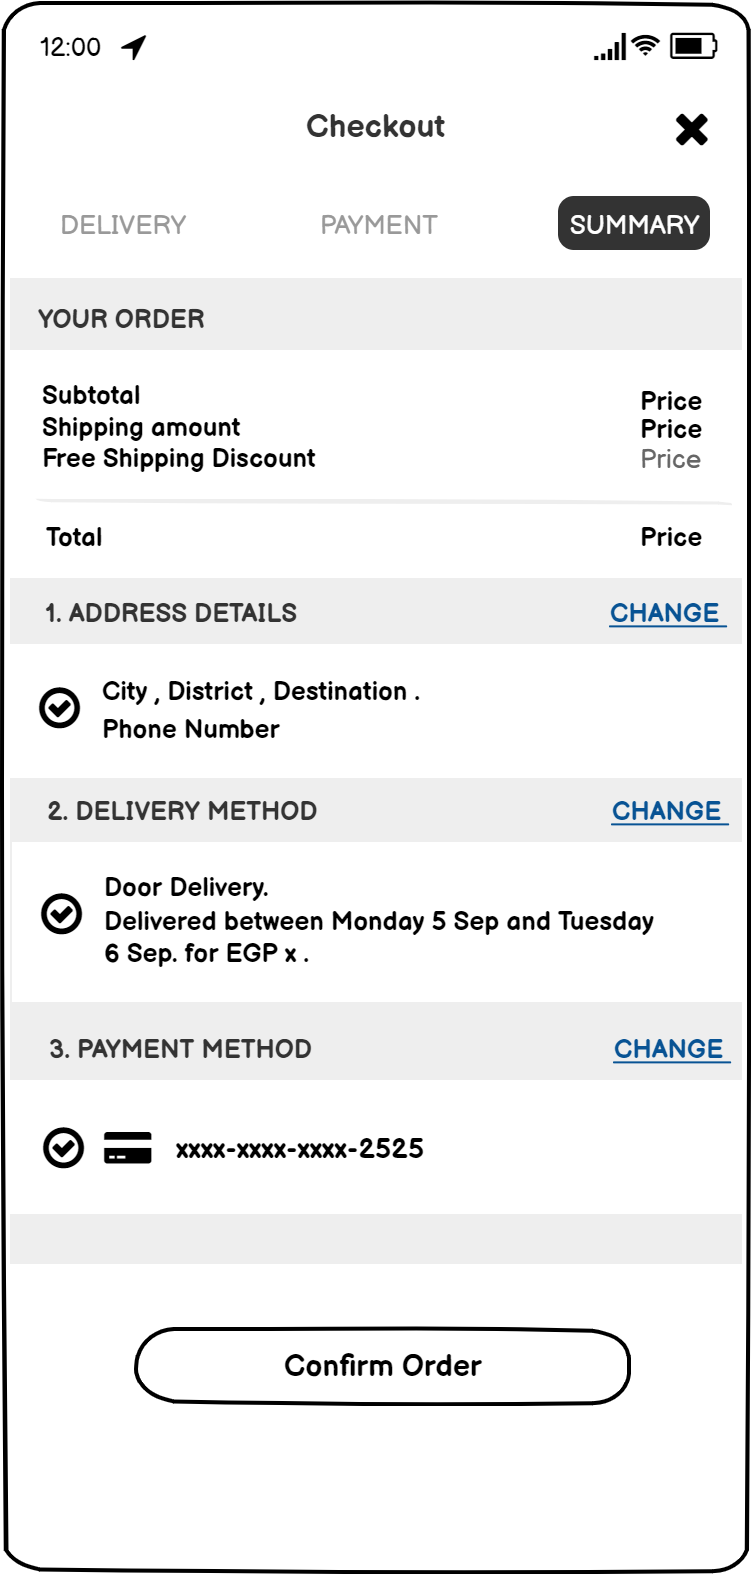 12:00
Checkout
DELIVERY PAYMENT SUMMARY
YOUR ORDER
Subtotal Price
Shipping amount Price
Free Shipping Discount Price
Total Price
1. ADDRESS DETAILS CHANGE
City , District , Destination .
Phone Number
2. DELIVERY METHOD CHANGE
Door Delivery.
Delivered between Monday 5 Sep and Tuesday
6 Sep. for EGP x .
3. PAYMENT METHOD CHANGE
xxxx-xxxx-xxxx-2525
Confirm Order